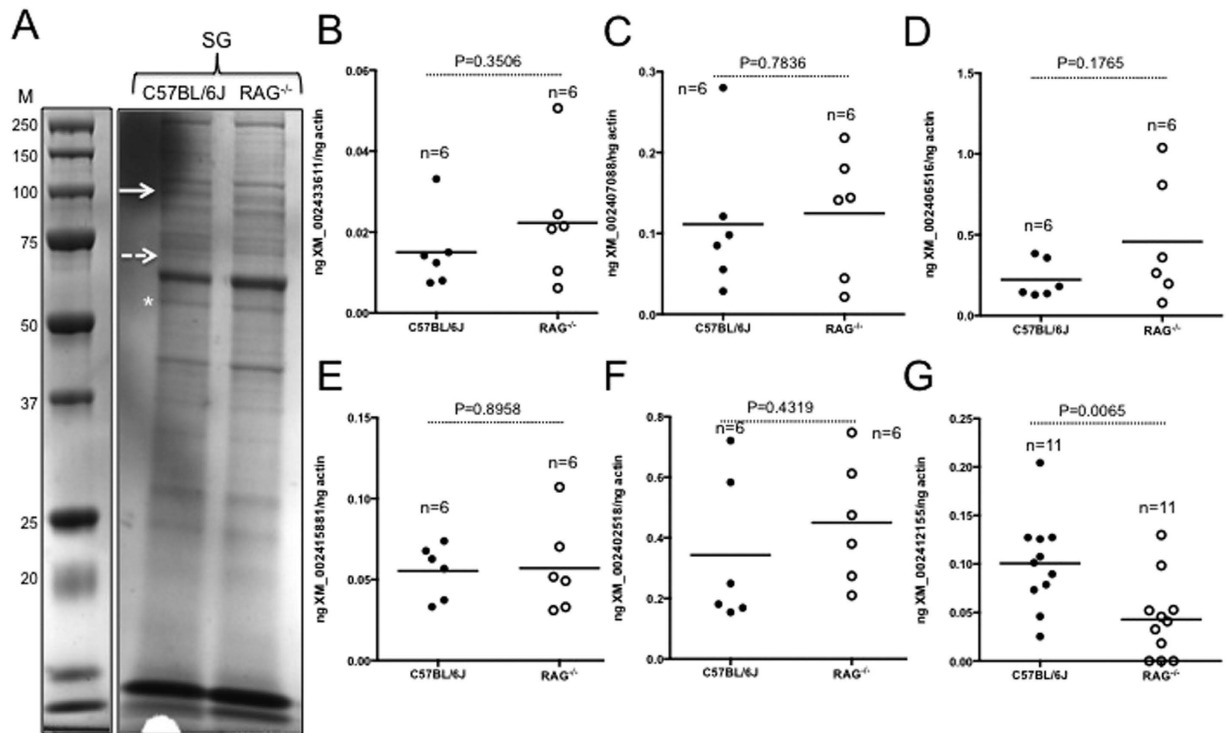 A
SG
C57BL/6J RAG-/-
M
250
150
100
75
50
37
25
20
*
B
P=0.3506
n=6
n=6
0.06
0.04
0.02
0.00
ng XM_002433611/ng actin
C57BL/6J RAG-/-
C
P=0.7836
n=6
n=6
0.3
0.2
0.1
0.0
ng XM_002407088/ng actin
C57BL/6J RAG-/-
D
P=0.1765
n=6
n=6
1.5
1.0
0.5
0.0
ng XM_002406516/ng actin
C57BL/6J RAG-/-
E
P=0.8958
n=6
n=6
0.15
0.10
0.05
0.00
ng XM_002415881/ng actin
C57BL/6J RAG-/-
F
P=0.4319
n=6
n=6
0.8
0.6
0.4
0.2
0.0
ng XM_002402518/ng actin
C57BL/6J RAG-/-
G
P=0.0065
n=11
n=11
0.25
0.20
0.15
0.10
0.05
0.00
ng XM_002412155/ng actin
C57BL/6J RAG-/-